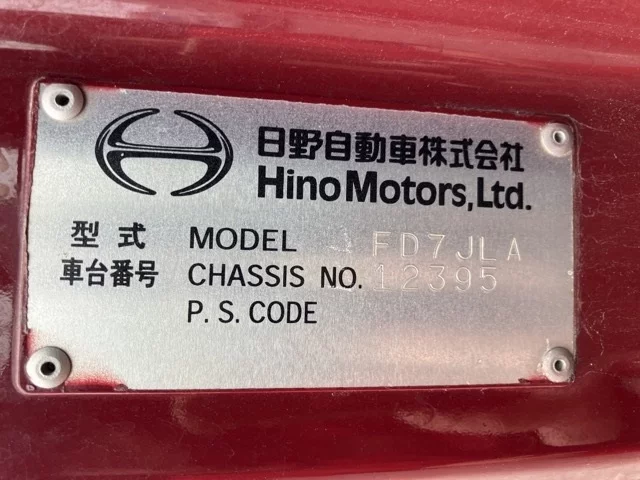 日野自動車株式会社
Hino Motors, Ltd.
型式 MODEL FD7JLA
車台番号 CHASSIS NO. 12395
P. S. CODE